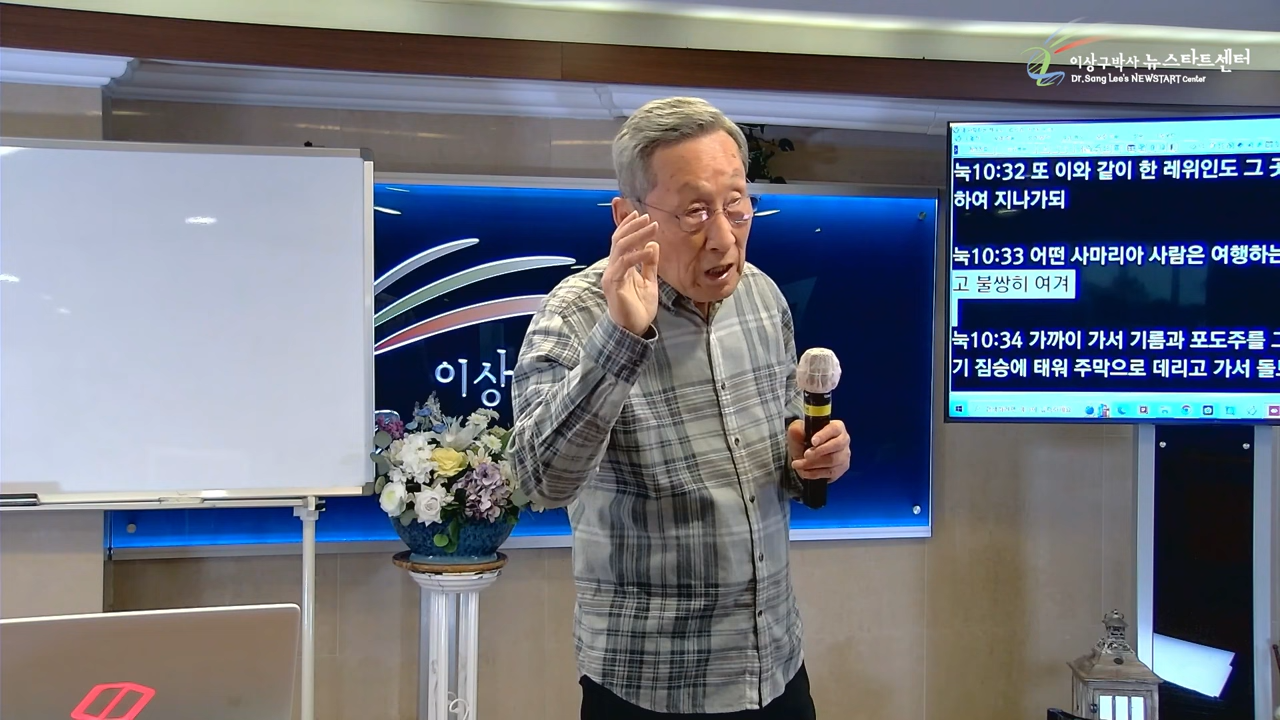 이상구박사 뉴스타트센터
Dr. Sang Lee's NEWSTART Center
눅10:32 또 이와 같이 한 레위인도 그 곳
하여 지나가되
눅10:33 어떤 사마리아 사람은 여행하는
고 불쌍히 여겨
눅10:34 가까이 가서 기름과 포도주를 그
기 짐승에 태워 주막으로 데리고 가서 돌보
이상